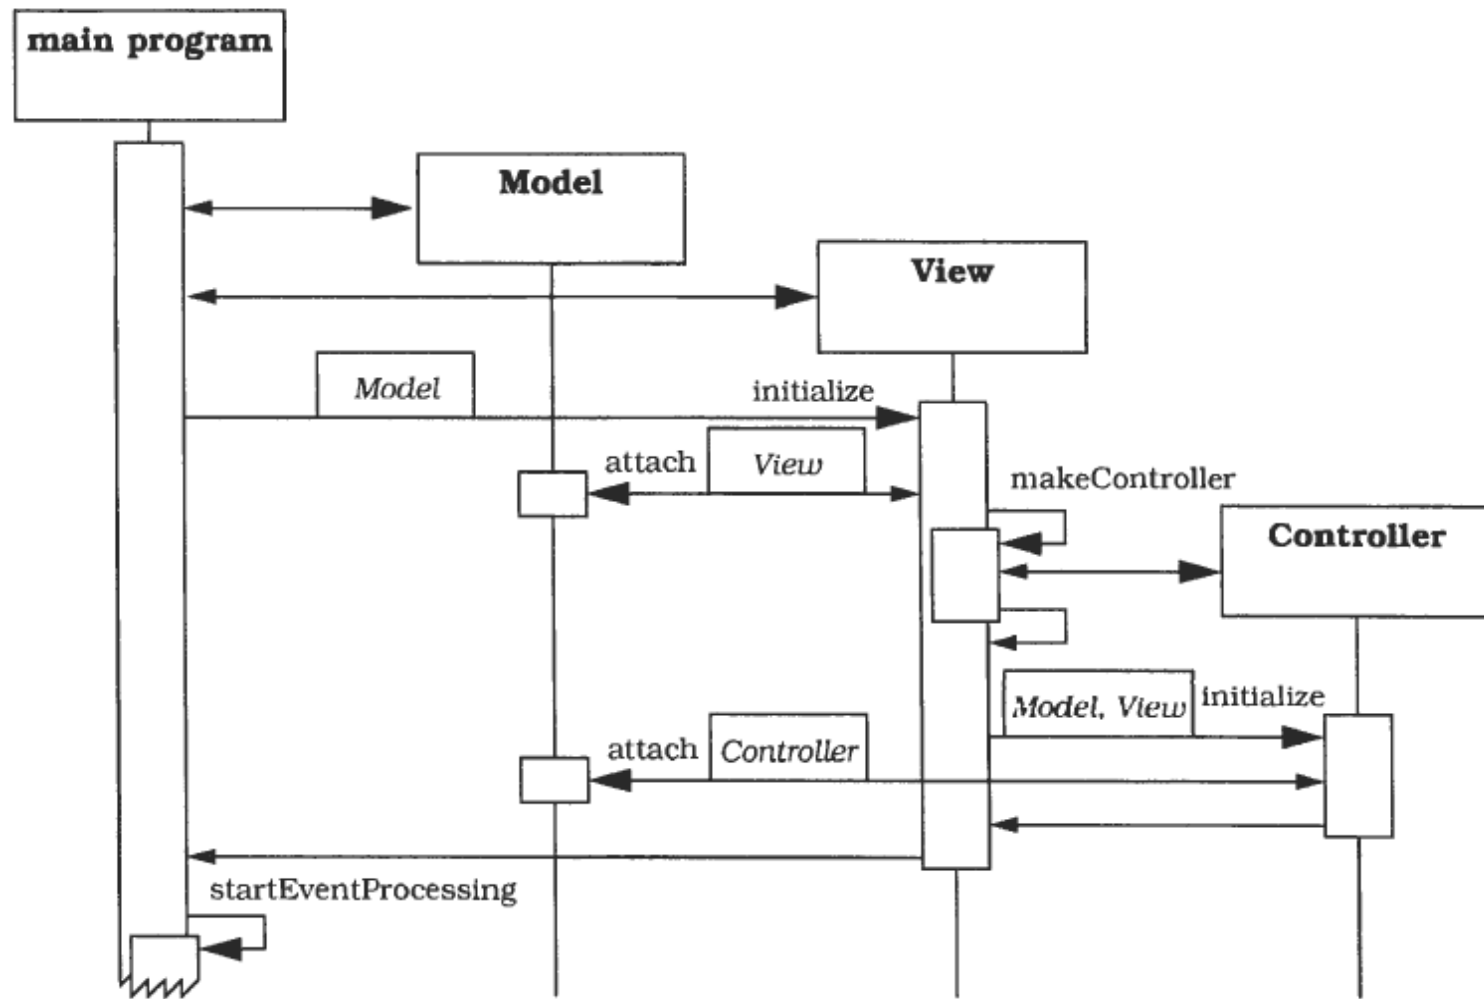 main program
Model
View
Model
initialize
attach
View
makeController
Controller
Model, View
initialize
attach
Controller
startEventProcessing